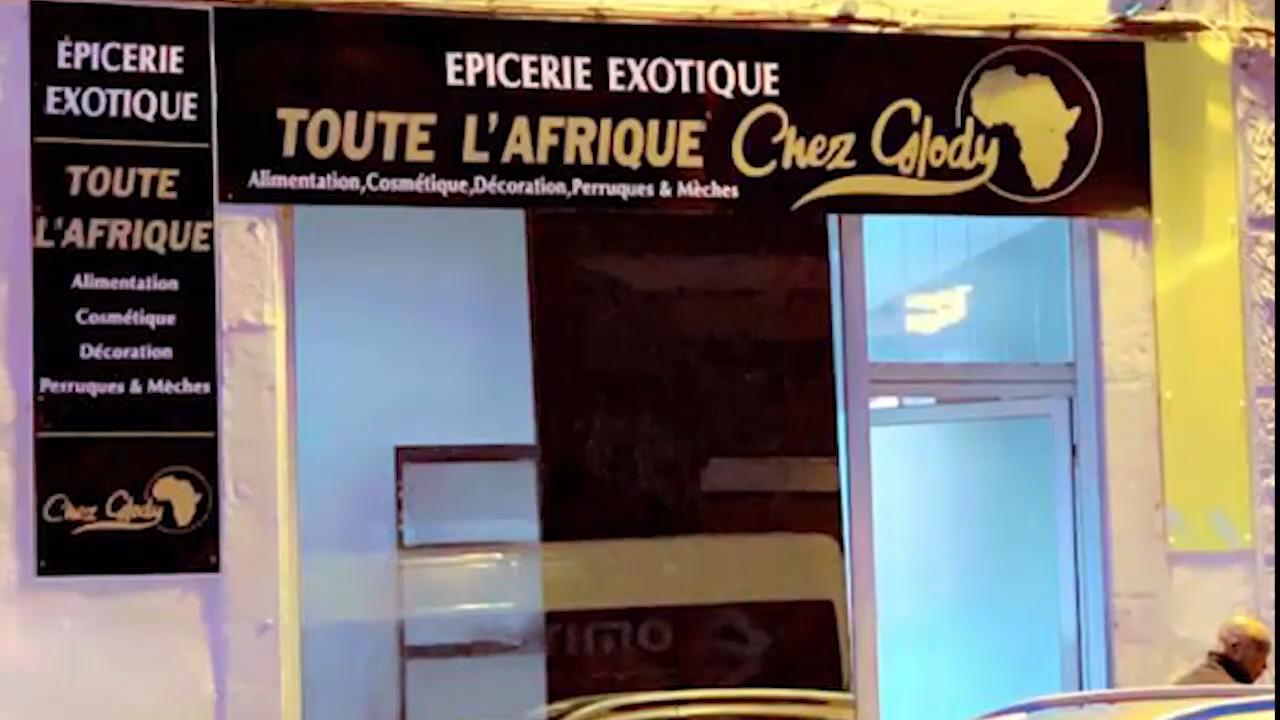 ÉPICERIE
EXOTIQUE
TOUTE
L'AFRIQUE
Alimentation
Cosmétique
Décoration
Perruques & Mèches
Chez Glody
EPICERIE EXOTIQUE
TOUTE L'AFRIQUE Chez Glody
Alimentation,Cosmétique,Décoration,Perruques & Mèches